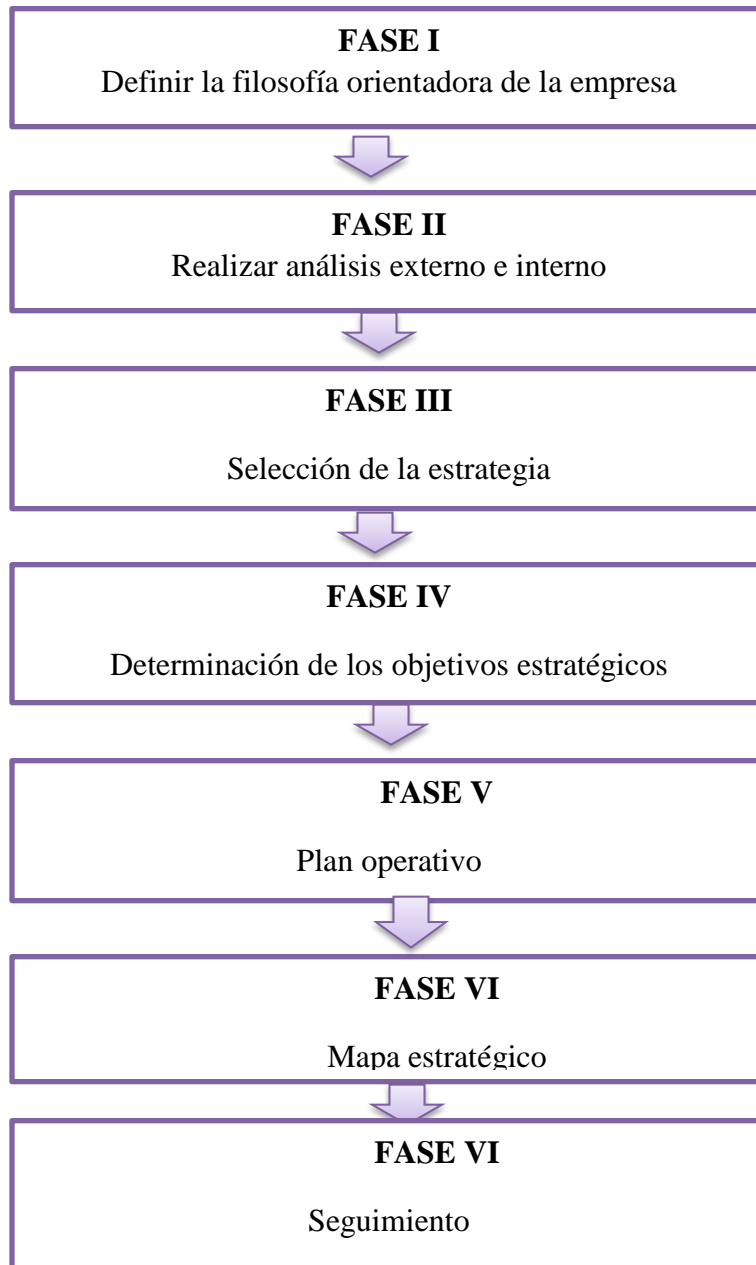 FASE I
Definir la filosofía orientadora de la empresa
FASE II
Realizar análisis externo e interno
FASE III
Selección de la estrategia
FASE IV
Determinación de los objetivos estratégicos
FASE V
Plan operativo
FASE VI
Mapa estratégico
FASE VI
Seguimiento